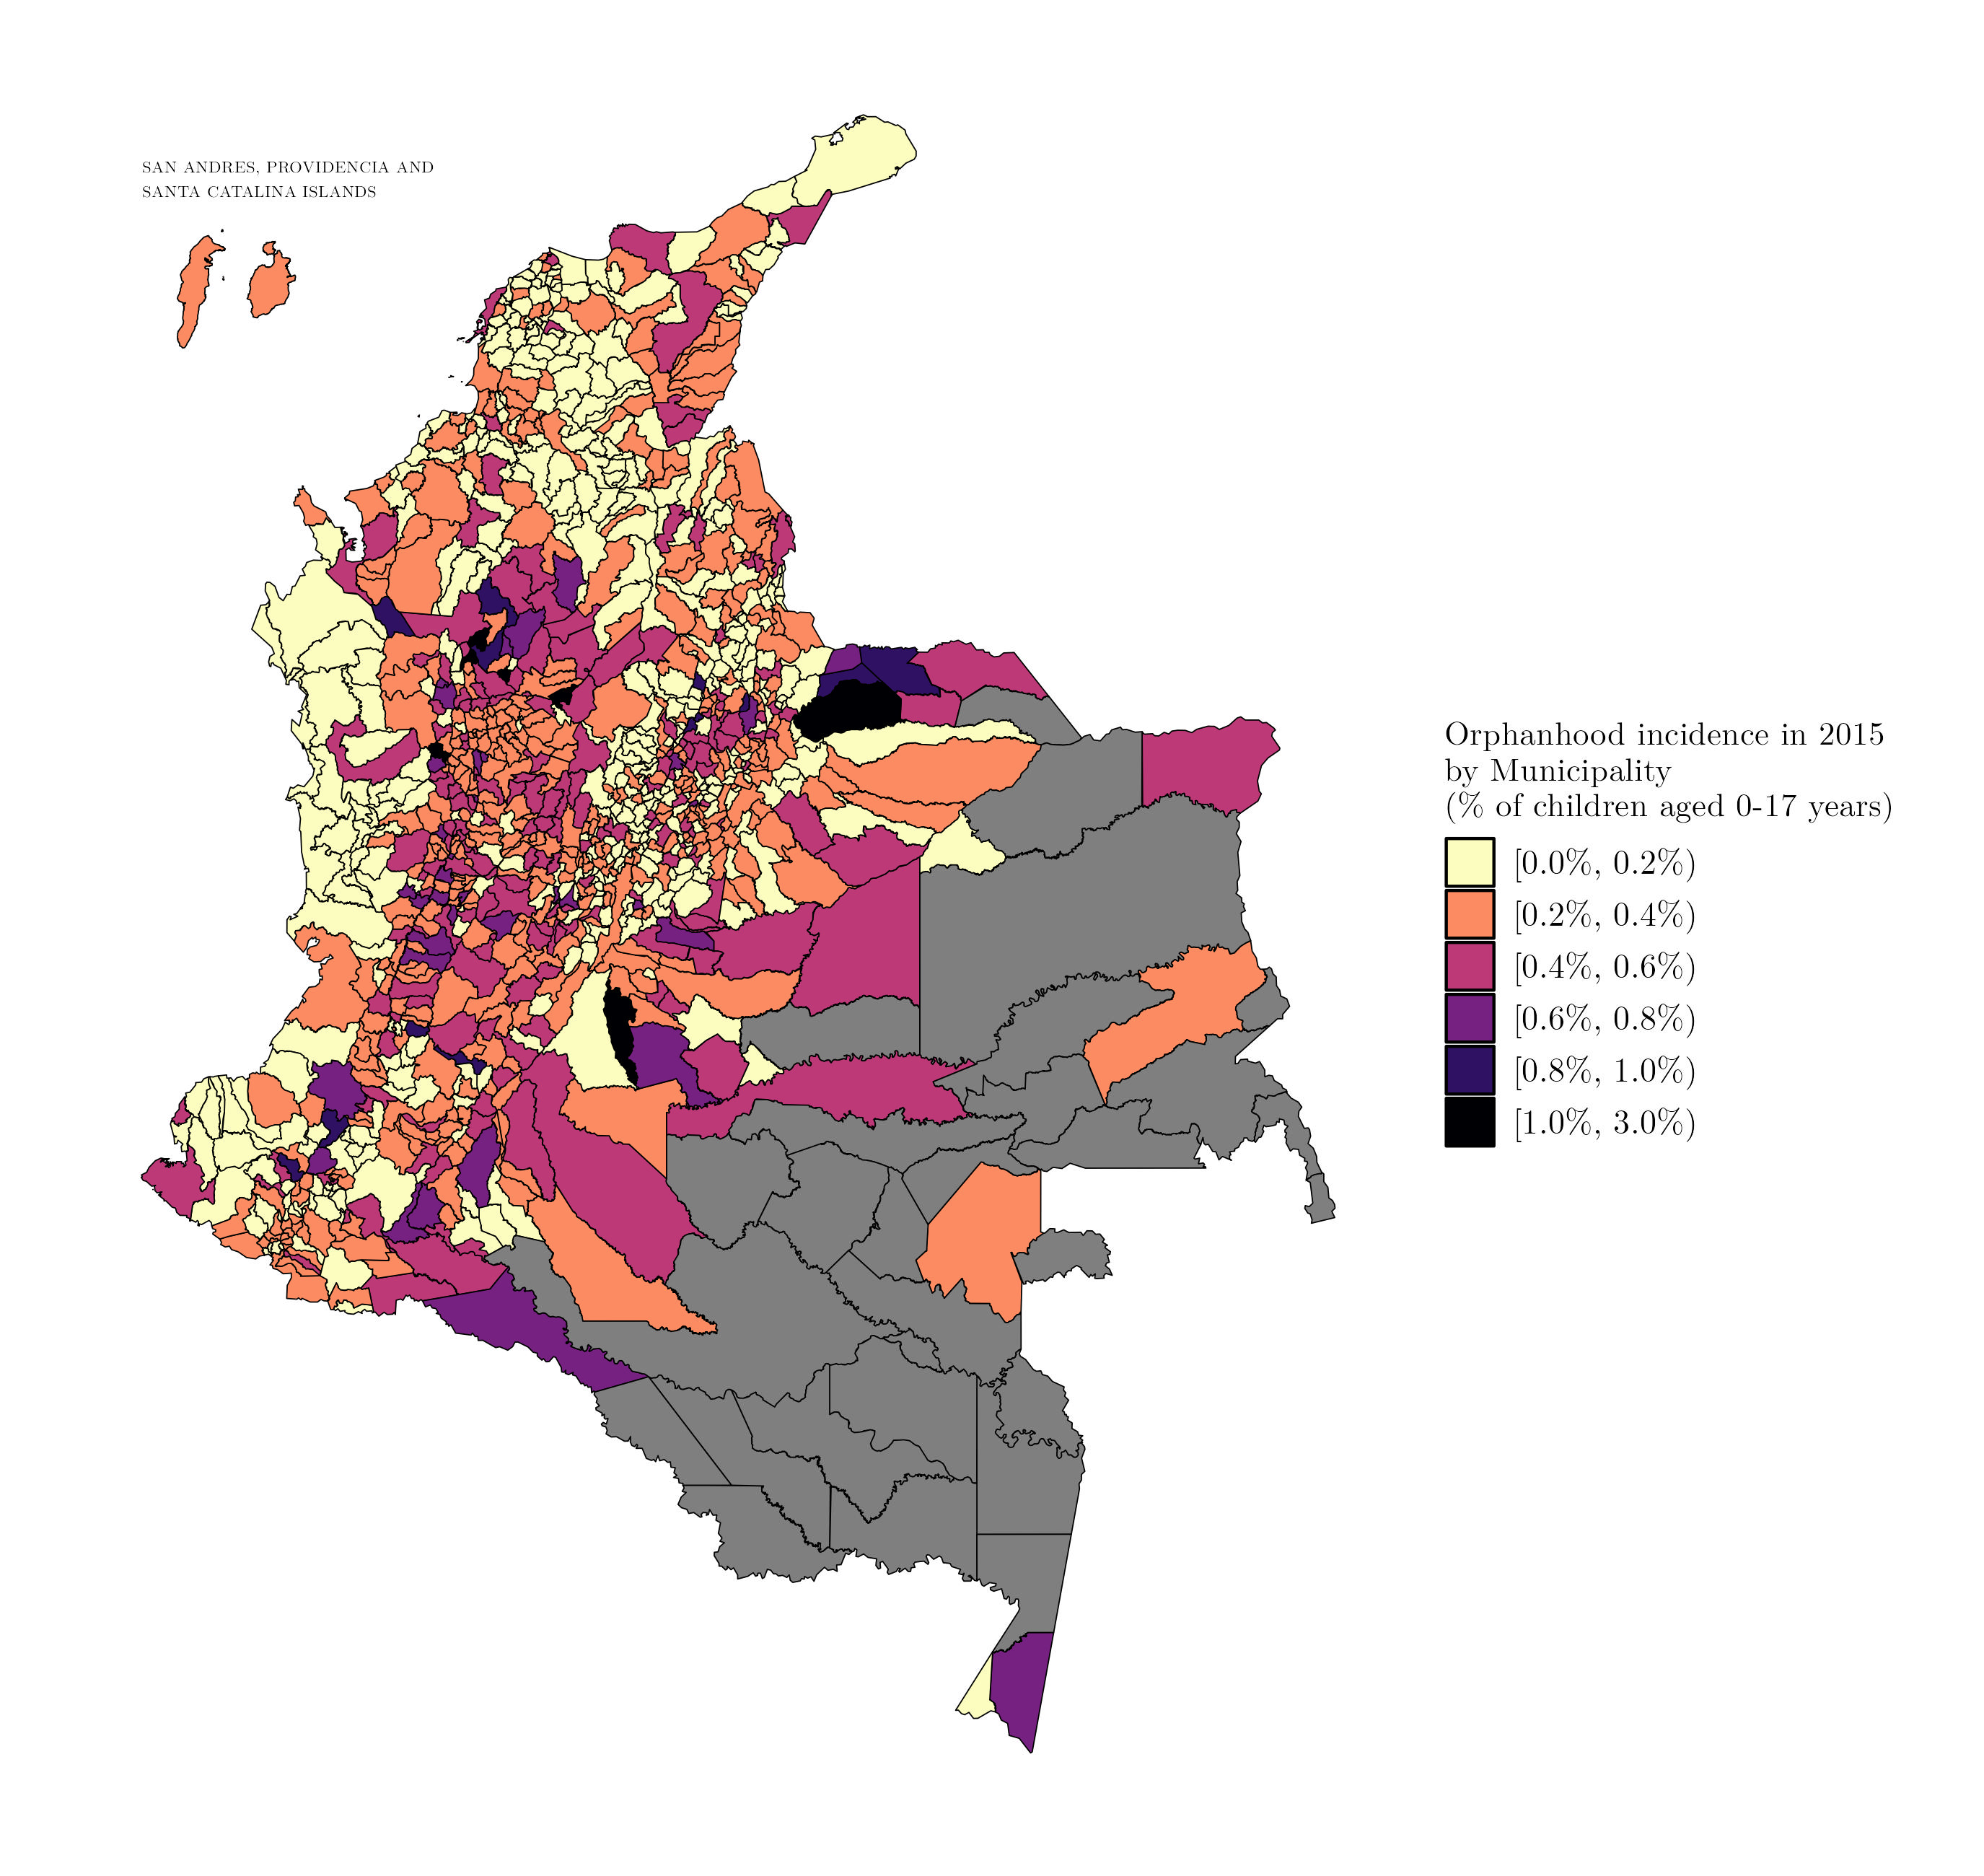 SAN ANDRES, PROVIDENCIA AND
SANTA CATALINA ISLANDS
Orphanhood incidence in 2015
by Municipality
(% of children aged 0-17 years)
[0.0%, 0.2%)
[0.2%, 0.4%)
[0.4%, 0.6%)
[0.6%, 0.8%)
[0.8%, 1.0%)
[1.0%, 3.0%)